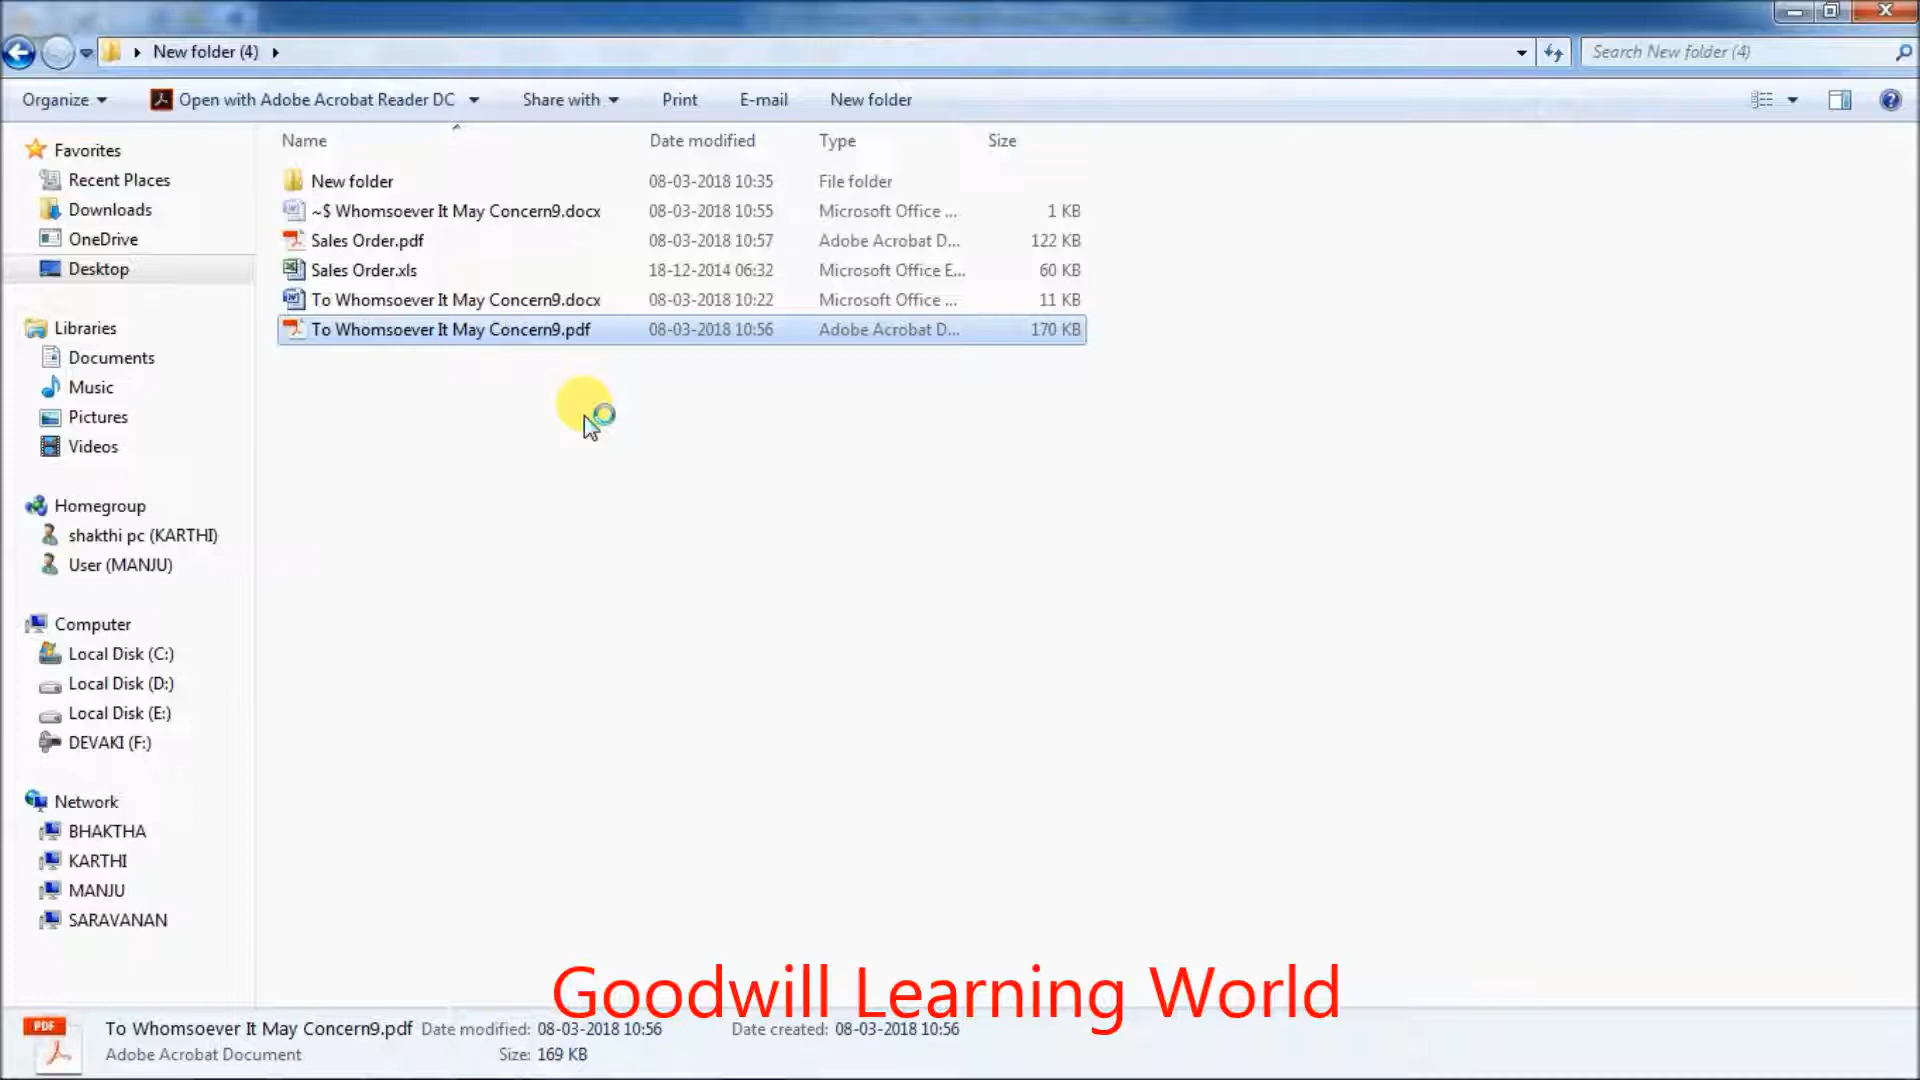 New folder (4)
Search New folder (4)
Organize
Open with Adobe Acrobat Reader DC
Share with
Print
E-mail
New folder
Name Date modified Type Size
Favorites
Recent Places
Downloads
OneDrive
Desktop
Libraries
Documents
Music
Pictures
Videos
Homegroup
shakthi pc (KARTHI)
User (MANJU)
Computer
Local Disk (C:)
Local Disk (D:)
Local Disk (E:)
DEVAKI (F:)
Network
BHAKTHA
KARTHI
MANJU
SARAVANAN
New folder 08-03-2018 10:35 File folder
~$ Whomsoever It May Concern9.docx 08-03-2018 10:55 Microsoft Office ... 1 KB
Sales Order.pdf 08-03-2018 10:57 Adobe Acrobat D... 122 KB
Sales Order.xls 18-12-2014 06:32 Microsoft Office E... 60 KB
To Whomsoever It May Concern9.docx 08-03-2018 10:22 Microsoft Office ... 11 KB
To Whomsoever It May Concern9.pdf 08-03-2018 10:56 Adobe Acrobat D... 170 KB
Goodwill Learning World
PDF
To Whomsoever It May Concern9.pdf Date modified: 08-03-2018 10:56 Date created: 08-03-2018 10:56
Adobe Acrobat Document Size: 169 KB